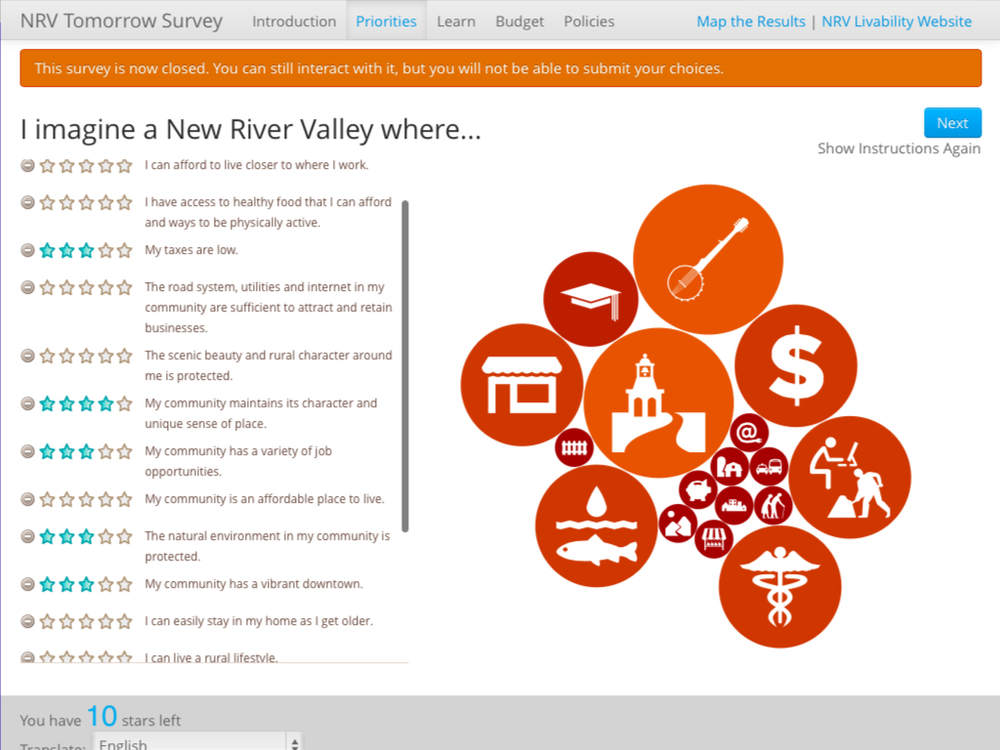 NRV Tomorrow Survey Introduction Priorities Learn Budget Policies Map the Results | NRV Livability Website
This survey is now closed. You can still interact with it, but you will not be able to submit your choices.
I imagine a New River Valley where...
Next
Show Instructions Again
I can afford to live closer to where I work.
I have access to healthy food that I can afford
and ways to be physically active.
My taxes are low.
The road system, utilities and internet in my
community are sufficient to attract and retain
businesses.
The scenic beauty and rural character around
me is protected.
My community maintains its character and
unique sense of place.
My community has a variety of job
opportunities.
My community is an affordable place to live.
The natural environment in my community is
protected.
My community has a vibrant downtown.
I can easily stay in my home as I get older.
I can live a rural lifestyle.
$
@
You have 10 stars left
Translate: English